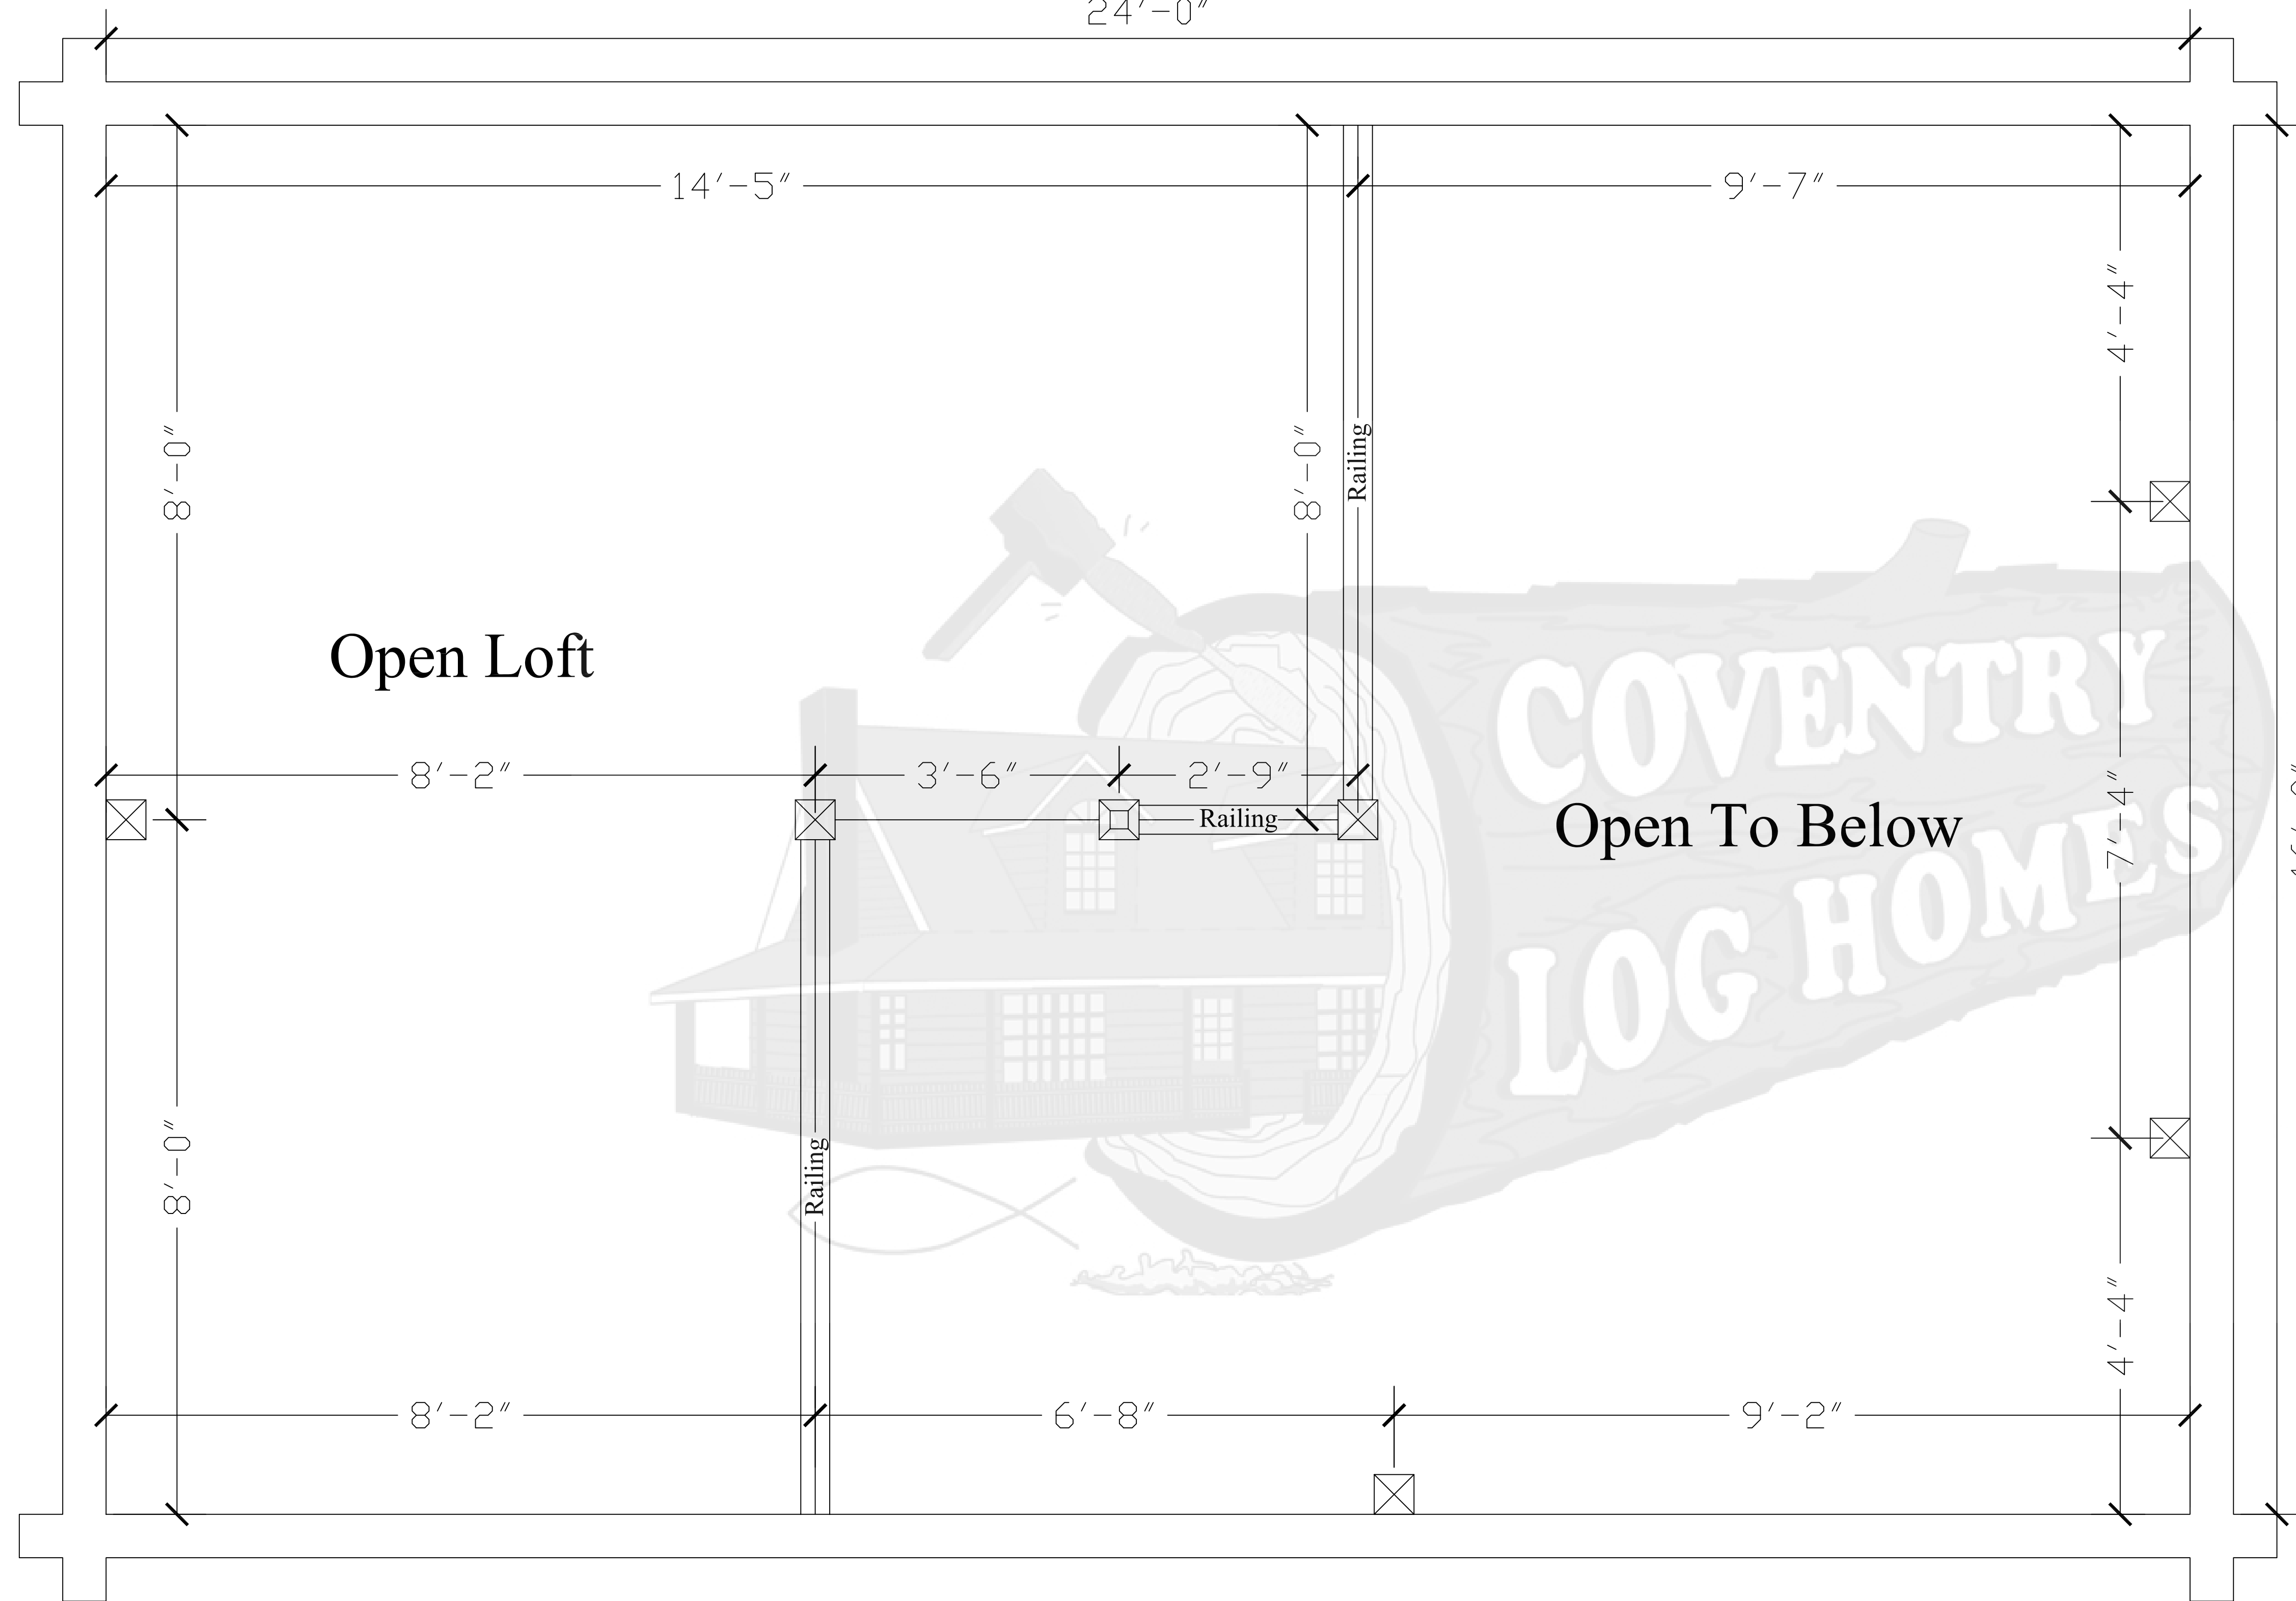 24'-0"
14'-5"
9'-7"
4'-4"
8'-0"
8'-0"
Railing
Open Loft
8'-2"
3'-6"
2'-9"
Railing
Open To Below
7'-4"
COVENTRY
LOG HOMES
8'-0"
Railing
4'-4"
8'-2"
6'-8"
9'-2"